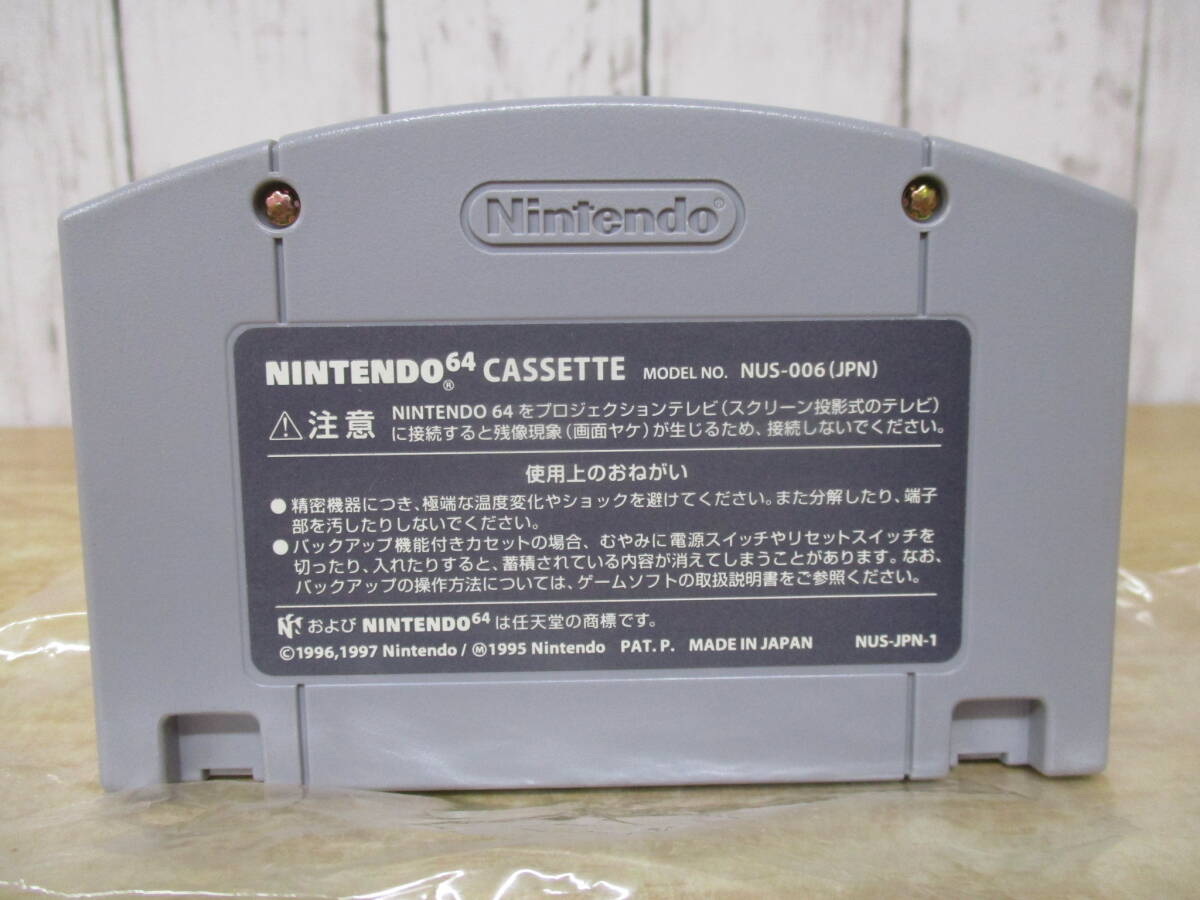 Nintendo®
NINTENDO64® CASSETTE MODEL NO. NUS-006(JPN)
⚠注意 NINTENDO 64をプロジェクションテレビ(スクリーン投影式のテレビ)
に接続すると残像現象(画面ヤケ)が生じるため、接続しないでください。
使用上のおねがい
●精密機器につき、極端な温度変化やショックを避けてください。また分解したり、端子
部を汚したりしないでください。
●バックアップ機能付きカセットの場合、むやみに電源スイッチやリセットスイッチを
切ったり、入れたりすると、蓄積されている内容が消えてしまうことがあります。なお、
バックアップの操作方法については、ゲームソフトの取扱説明書をご参照ください。
および NINTENDO64は任天堂の商標です。
©1996,1997 Nintendo/Ⓜ1995 Nintendo PAT. P. MADE IN JAPAN NUS-JPN-1